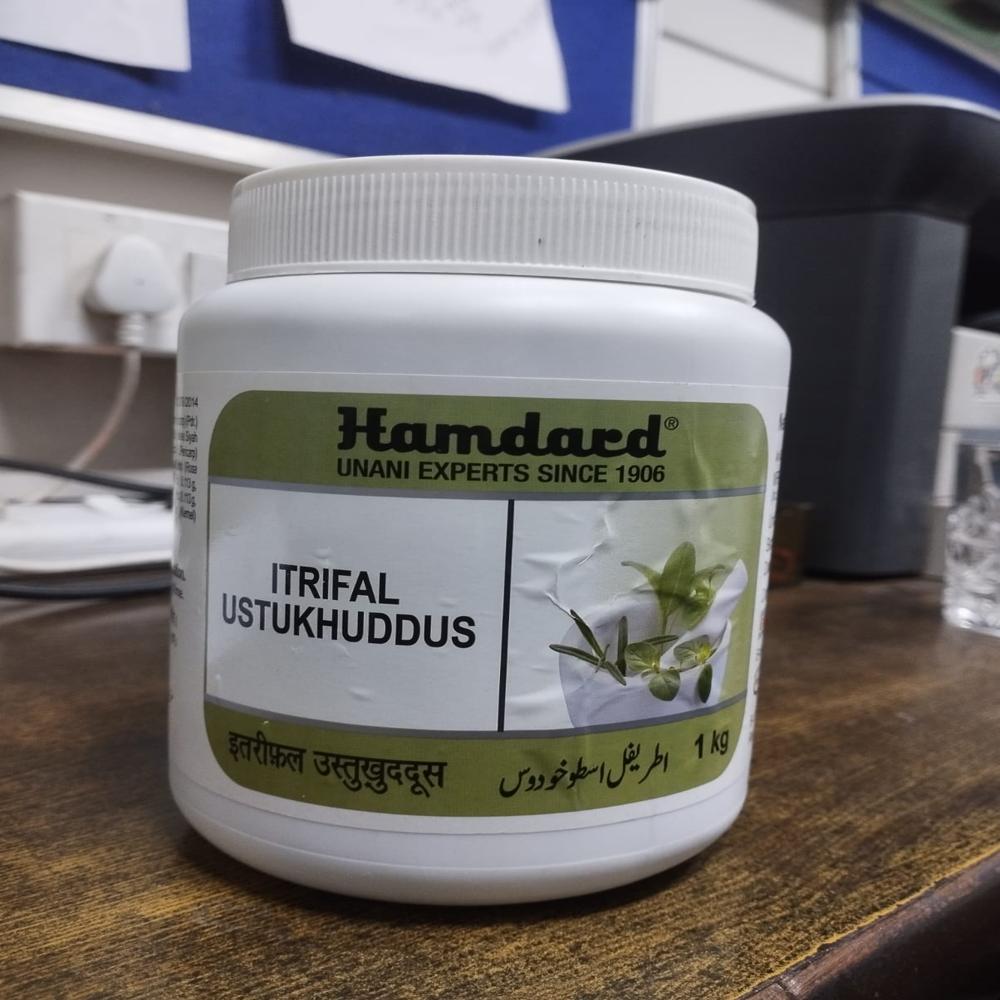 Hamdard®
UNANI EXPERTS SINCE 1906
ITRIFAL
USTUKHUDDUS
इतरीफ़ल उस्तुख़ुददूस
اطریفل اسطوخودوس
1 kg